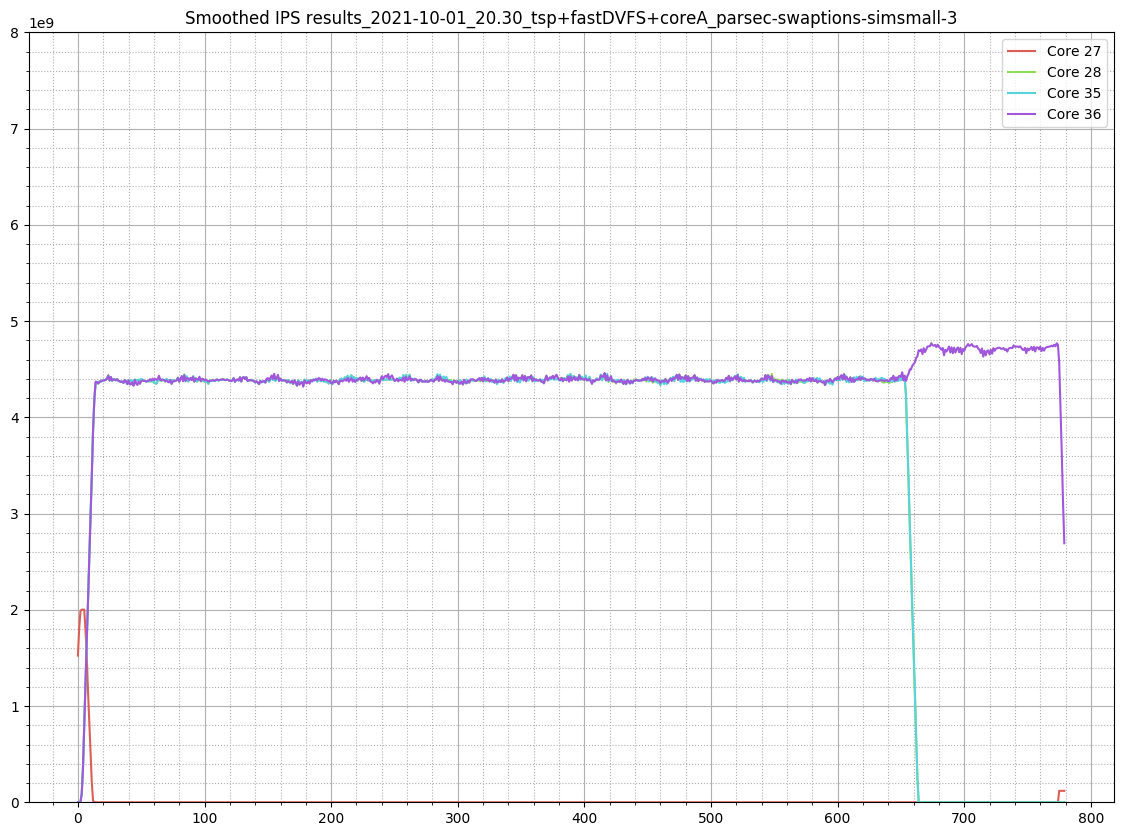 Smoothed IPS results_2021-10-01_20.30_tsp+fastDVFS+coreA_parsec-swaptions-simsmall-3
1e9
8
7
6
5
4
3
2
1
0
Core 27
Core 28
Core 35
Core 36
0 100 200 300 400 500 600 700 800